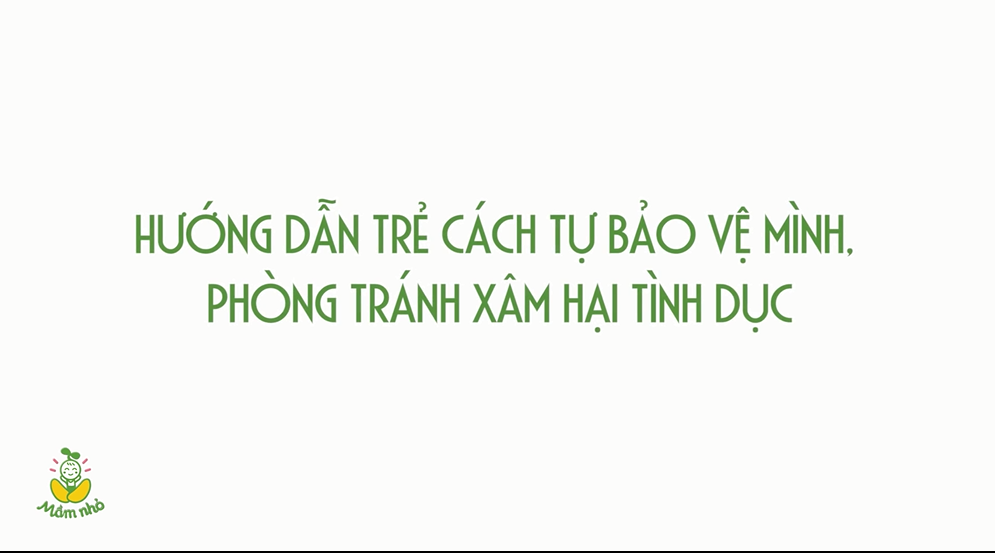 HƯỚNG DẪN TRẺ CÁCH TỰ BẢO VỆ MÌNH,
PHÒNG TRÁNH XÂM HẠI TÌNH DỤC
Mầm nhỏ